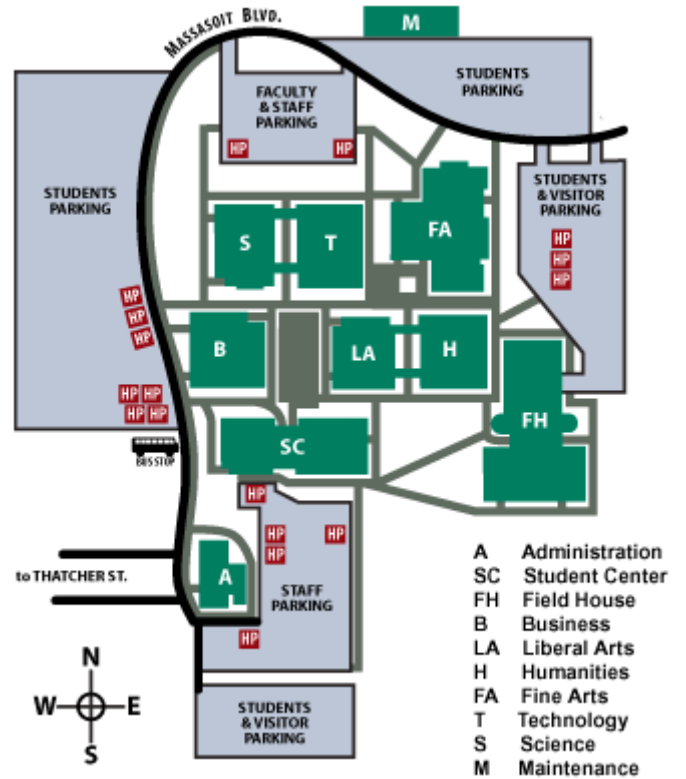 MASSASOIT BLVD.
M
STUDENTS
PARKING
FACULTY
& STAFF
PARKING
HP
HP
STUDENTS
PARKING
STUDENTS
& VISITOR
PARKING
HP
HP
HP
S
T
FA
HP
HP
HP
B
LA
H
HP HP
HP HP
FH
SC
BUS STOP
HP
HP
HP
HP
to THATCHER ST.
A
STAFF
PARKING
HP
A Administration
SC Student Center
FH Field House
B Business
LA Liberal Arts
H Humanities
FA Fine Arts
T Technology
S Science
M Maintenance
N
W E
S
STUDENTS
& VISITOR
PARKING